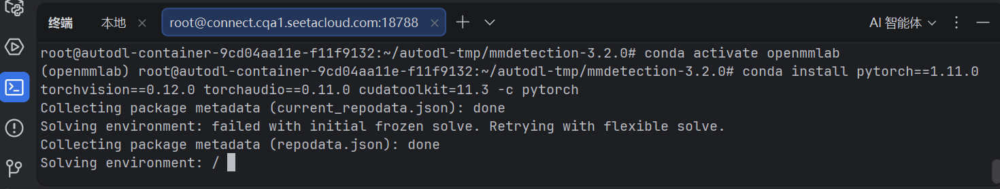 终端 本地 root@connect.cqa1.seetacloud.com:18788 AI 智能体
root@autodl-container-9cd04aa11e-f11f9132:~/autodl-tmp/mmdetection-3.2.0# conda activate openmmlab
(openmmlab) root@autodl-container-9cd04aa11e-f11f9132:~/autodl-tmp/mmdetection-3.2.0# conda install pytorch==1.11.0
torchvision==0.12.0 torchaudio==0.11.0 cudatoolkit=11.3 -c pytorch
Collecting package metadata (current_repodata.json): done
Solving environment: failed with initial frozen solve. Retrying with flexible solve.
Collecting package metadata (repodata.json): done
Solving environment: /